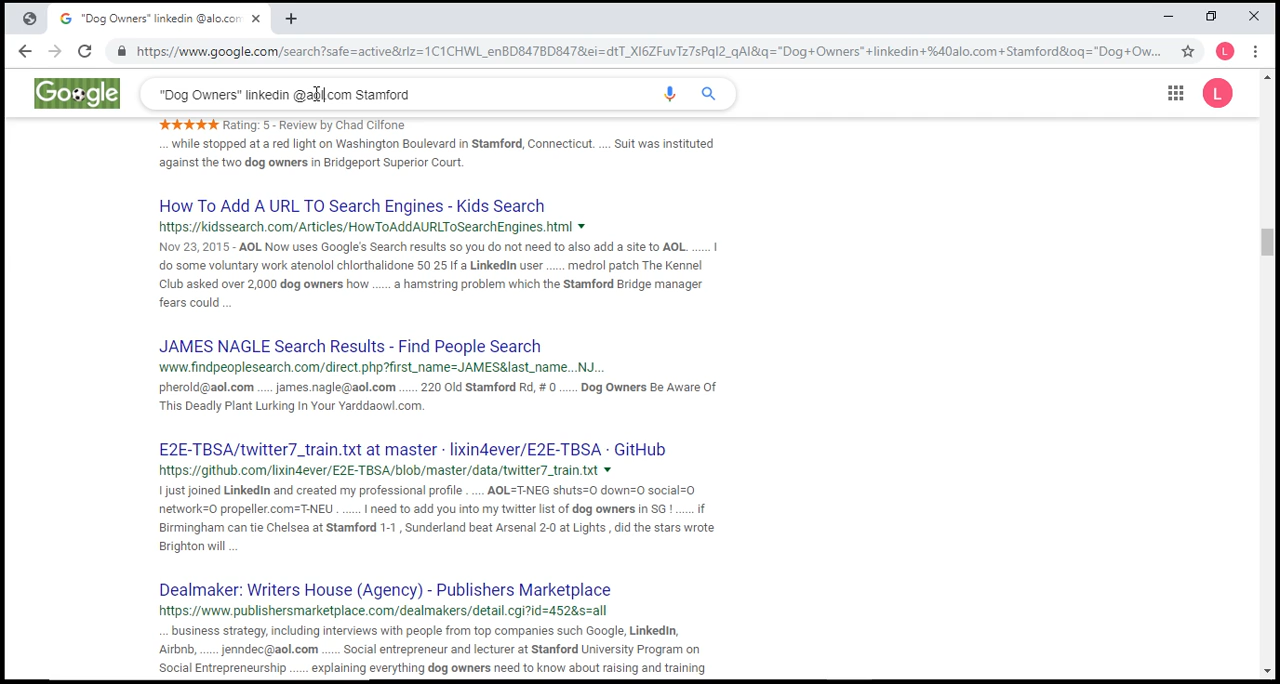 "Dog Owners" linkedin @alo.com
https://www.google.com/search?safe=active&rlz=1C1CHWL_enBD847BD847&ei=dtT_XI6ZFuvTz7sPqI2_qAI&q="Dog+Owners"+linkedin+%40alo.com+Stamford&oq="Dog+Ow...
L
Google
"Dog Owners" linkedin @aol.com Stamford
L
Rating: 5 - Review by Chad Cilfone
... while stopped at a red light on Washington Boulevard in Stamford, Connecticut. .... Suit was instituted
against the two dog owners in Bridgeport Superior Court.
How To Add A URL TO Search Engines - Kids Search
https://kidssearch.com/Articles/HowToAddAURLToSearchEngines.html
Nov 23, 2015 - AOL Now uses Google's Search results so you do not need to also add a site to AOL. ...... I
do some voluntary work atenolol chlorthalidone 50 25 If a LinkedIn user ...... medrol patch The Kennel
Club asked over 2,000 dog owners how ...... a hamstring problem which the Stamford Bridge manager
fears could ...
JAMES NAGLE Search Results - Find People Search
www.findpeoplesearch.com/direct.php?first_name=JAMES&last_name...NJ...
pherold@aol.com ..... james.nagle@aol.com ...... 220 Old Stamford Rd, # 0 ...... Dog Owners Be Aware Of
This Deadly Plant Lurking In Your Yarddaowl.com.
E2E-TBSA/twitter7_train.txt at master · lixin4ever/E2E-TBSA · GitHub
https://github.com/lixin4ever/E2E-TBSA/blob/master/data/twitter7_train.txt
I just joined LinkedIn and created my professional profile . .... AOL=T-NEG shuts=O down=O social=O
network=O propeller.com=T-NEU . ...... I need to add you into my twitter list of dog owners in SG ! ...... if
Birmingham can tie Chelsea at Stamford 1-1 , Sunderland beat Arsenal 2-0 at Lights , did the stars wrote
Brighton will ...
Dealmaker: Writers House (Agency) - Publishers Marketplace
https://www.publishersmarketplace.com/dealmakers/detail.cgi?id=452&s=all
... business strategy, including interviews with people from top companies such Google, LinkedIn,
Airbnb, ...... jenndec@aol.com ...... Social entrepreneur and lecturer at Stanford University Program on
Social Entrepreneurship ...... explaining everything dog owners need to know about raising and training